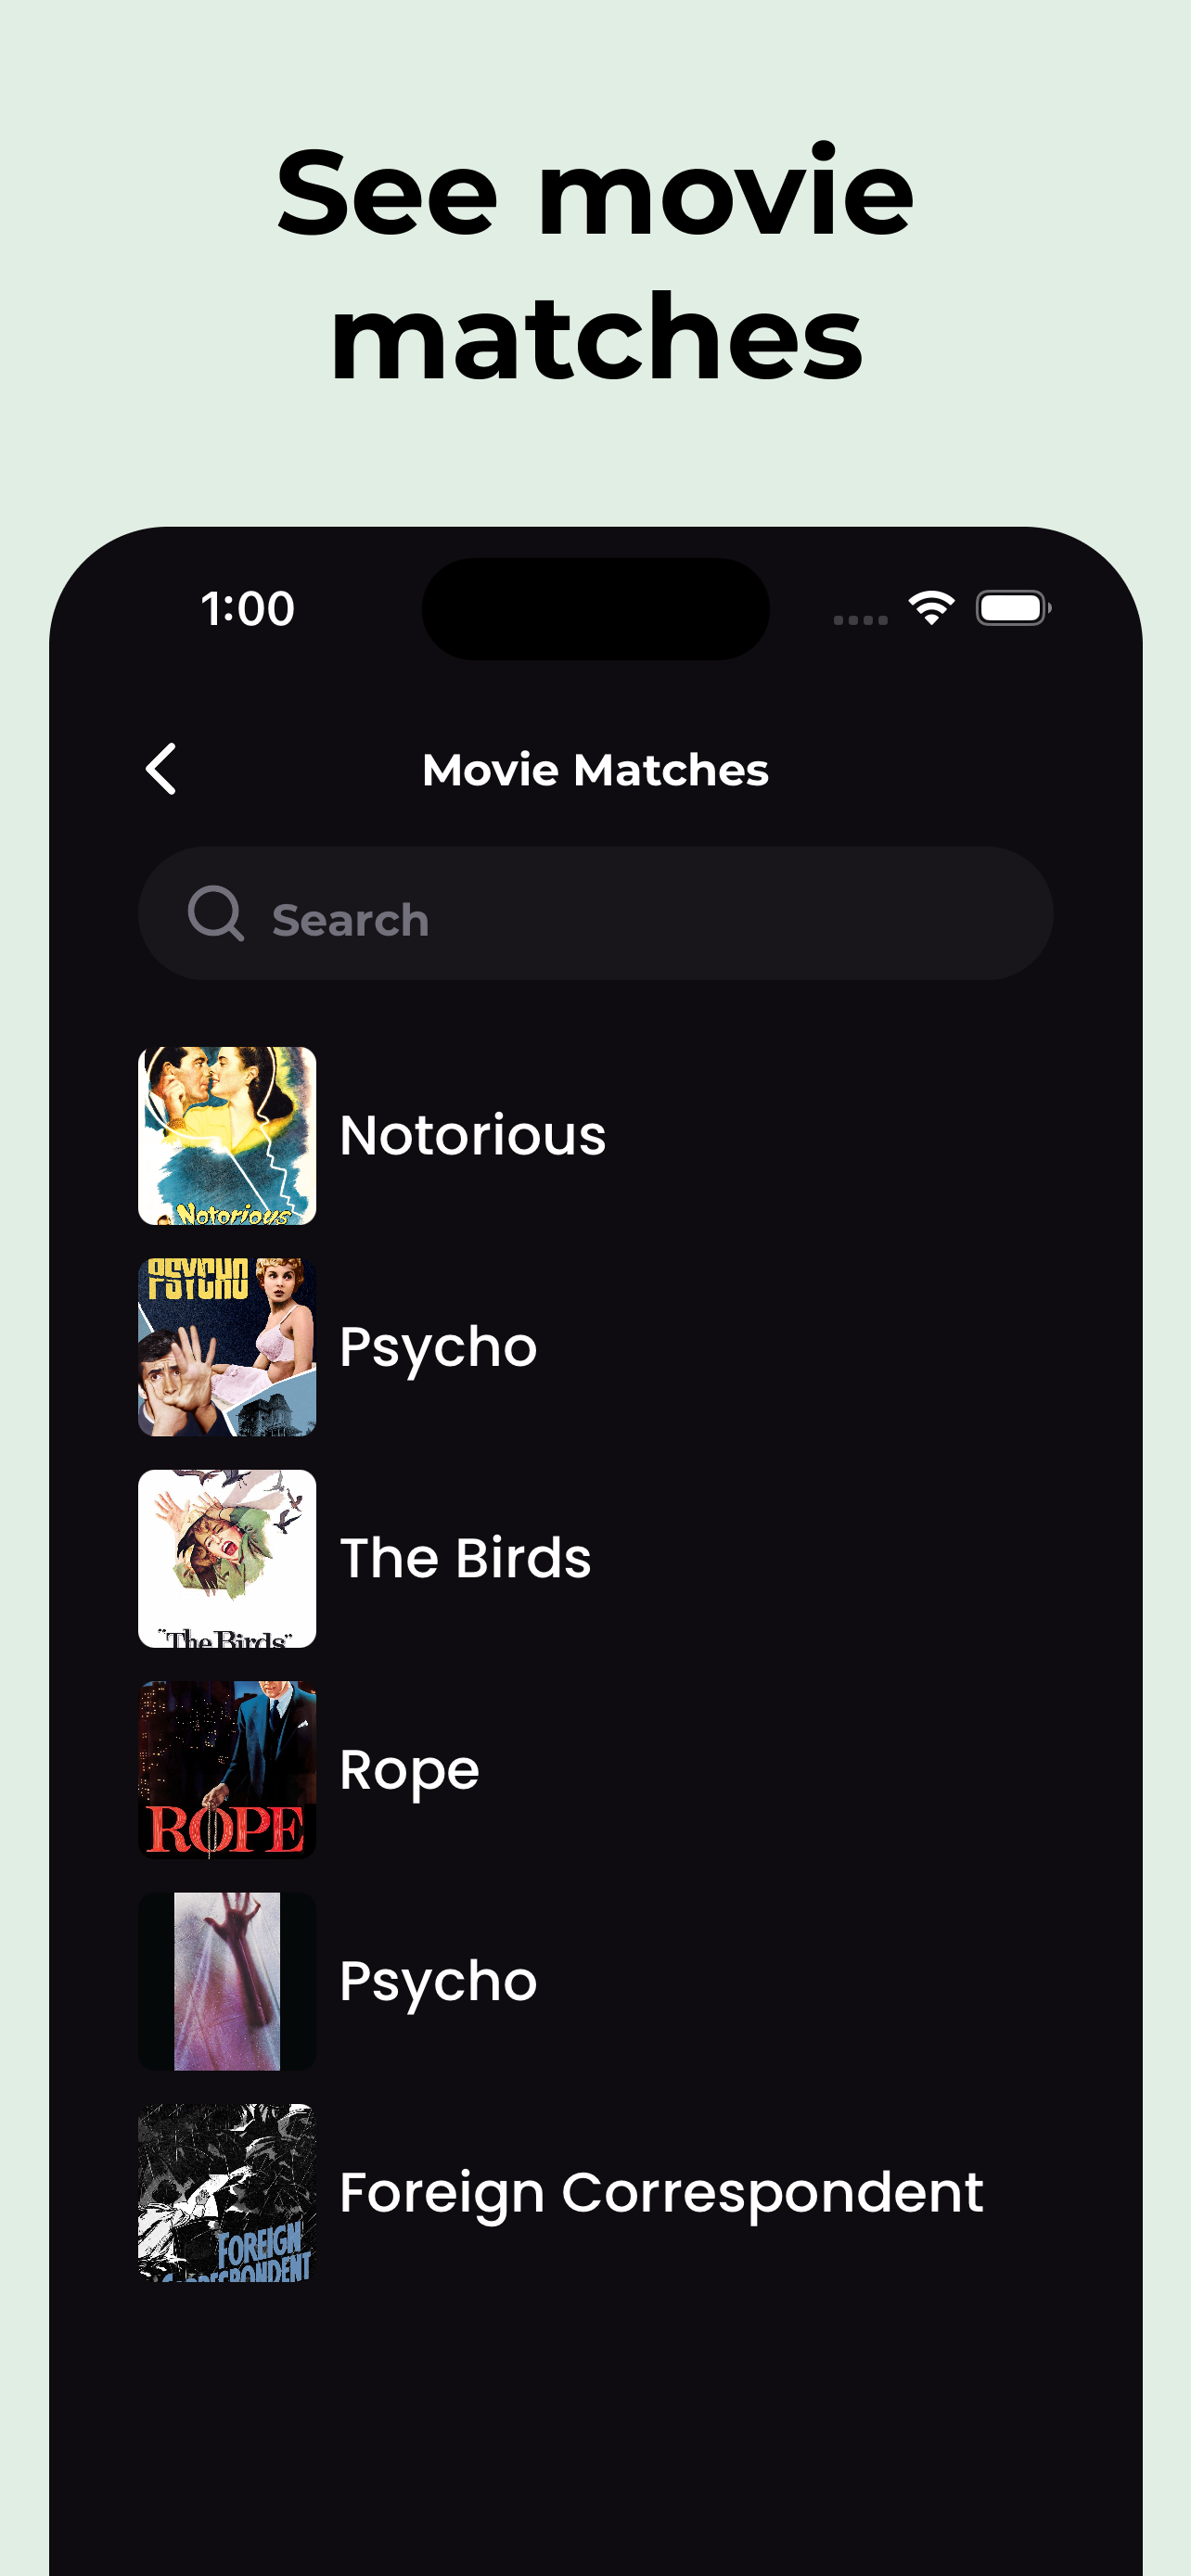 See movie
matches
1:00
Movie Matches
Search
Notorious
Notorious
PSYCHO
Psycho
"The Birds"
The Birds
ROPE
Rope
Psycho
FOREIGN
CORRESPONDENT
Foreign Correspondent